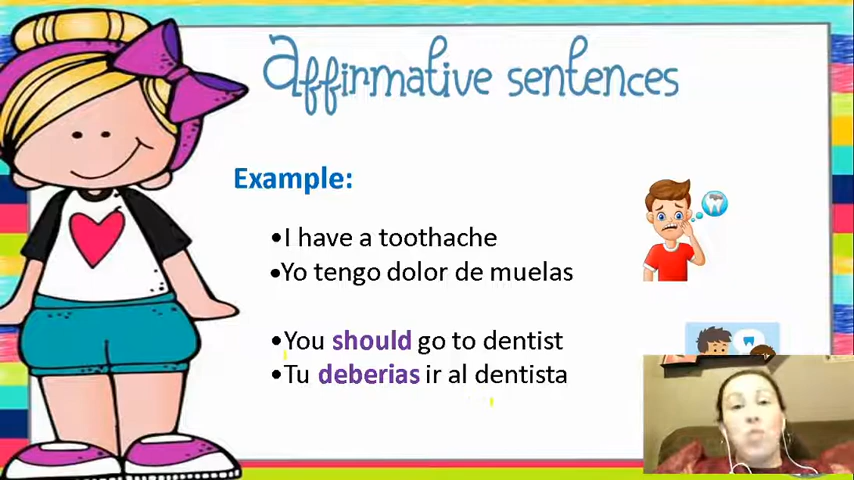 Affirmative sentences
Example:
•I have a toothache
•Yo tengo dolor de muelas
•You should go to dentist
•Tu deberias ir al dentista